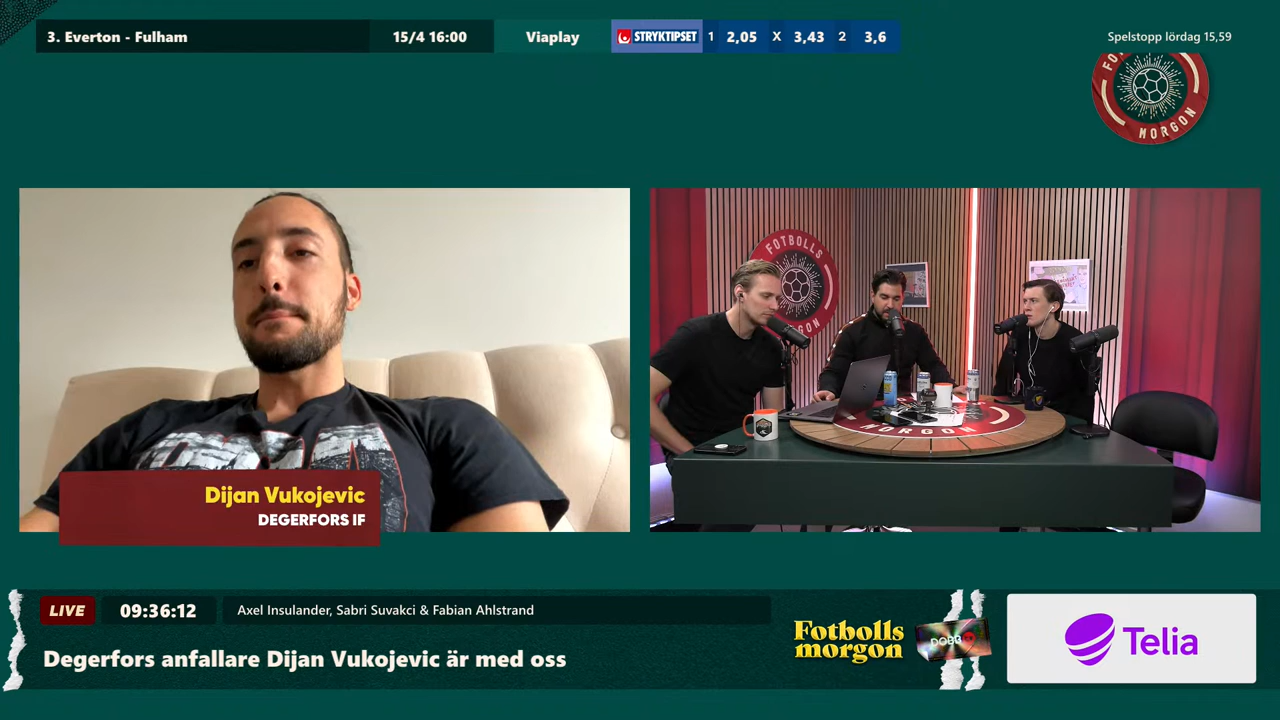 3. Everton - Fulham
15/4 16:00
Viaplay
STRYKTIPSET
1 2,05 X 3,43 2 3,6
Spelstopp lördag 15,59
MORGON
FOTBOLLS
MORGON
Dijan Vukojevic
DEGERFORS IF
LIVE
09:36:12
Axel Insulander, Sabri Suvakci & Fabian Ahlstrand
Degerfors anfallare Dijan Vukojevic är med oss
Fotbolls
morgon
Telia